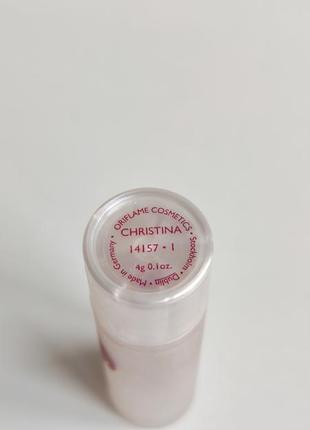 ORIFLAME COSMETICS • Stockholm • Dublin • Made in Germany •
CHRISTINA
14157 • 1
4g 0.1oz.